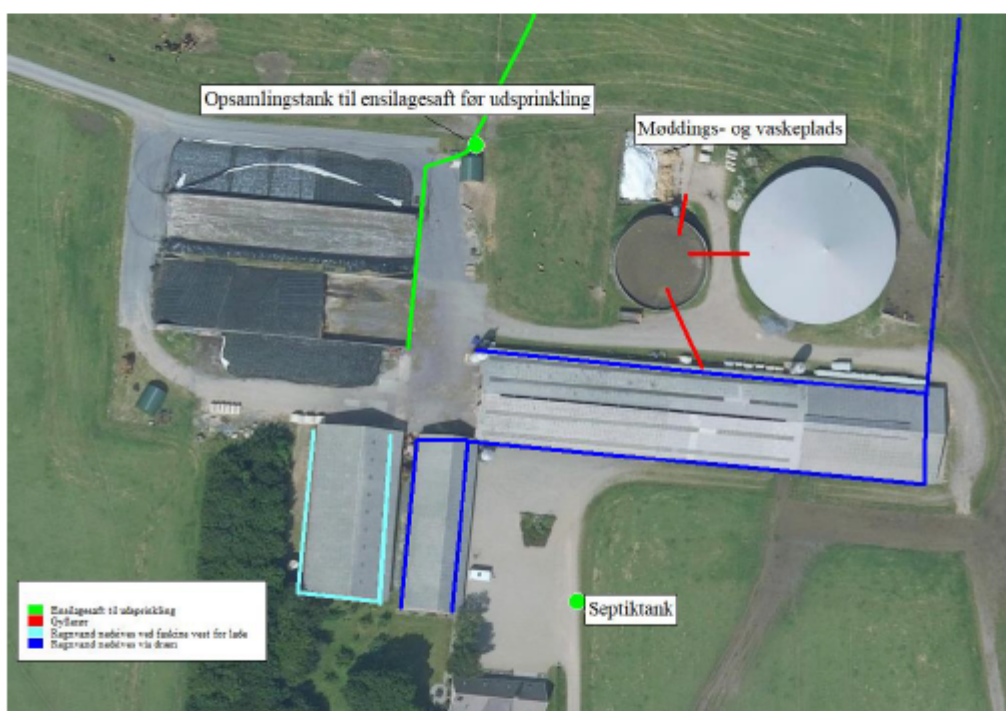 Opsamlingstank til ensilagesaft før udsprinkling
Møddings- og vaskeplads
Septiktank
Ensilagesaft til udsprinkling
Gyllerør
Regnvand nedsives ved faskine vest for lade
Regnvand nedsives via dræn